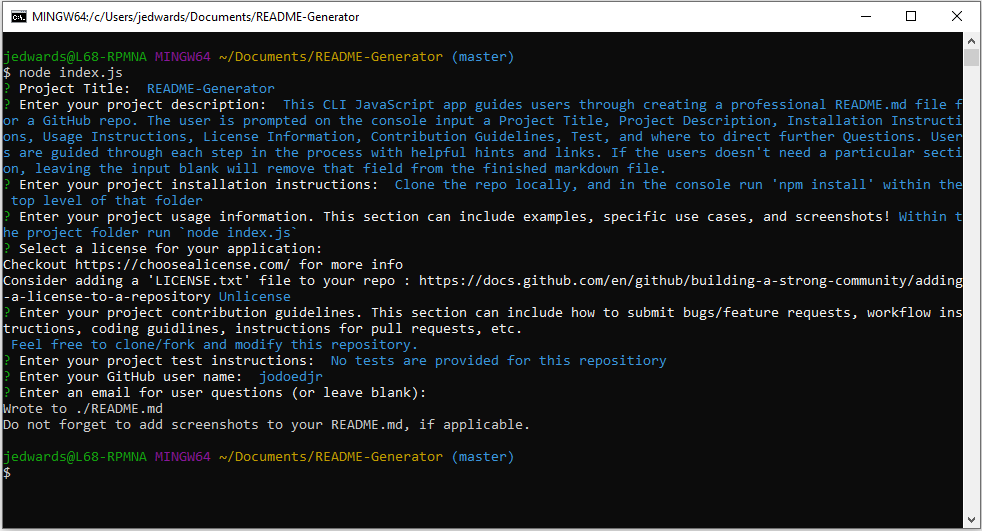 MINGW64:/c/Users/jedwards/Documents/README-Generator
jedwards@L68-RPMNA MINGW64 ~/Documents/README-Generator (master)
$ node index.js
? Project Title:  README-Generator
? Enter your project description:  This CLI JavaScript app guides users through creating a professional README.md file f
or a GitHub repo. The user is prompted on the console input a Project Title, Project Description, Installation Instructi
ons, Usage Instructions, License Information, Contribution Guidelines, Test, and where to direct further Questions. User
s are guided through each step in the process with helpful hints and links. If the users doesn't need a particular secti
on, leaving the input blank will remove that field from the finished markdown file.
? Enter your project installation instructions:  Clone the repo locally, and in the console run 'npm install' within the
 top level of that folder
? Enter your project usage information. This section can include examples, specific use cases, and screenshots! Within t
he project folder run `node index.js`
? Select a license for your application:
Checkout https://choosealicense.com/ for more info
Consider adding a 'LICENSE.txt' file to your repo : https://docs.github.com/en/github/building-a-strong-community/adding
-a-license-to-a-repository Unlicense
? Enter your project contribution guidelines. This section can include how to submit bugs/feature requests, workflow ins
tructions, coding guidlines, instructions for pull requests, etc.
 Feel free to clone/fork and modify this repository.
? Enter your project test instructions:  No tests are provided for this repositiory
? Enter your GitHub user name:  jodoedjr
? Enter an email for user questions (or leave blank):
Wrote to ./README.md
Do not forget to add screenshots to your README.md, if applicable.
jedwards@L68-RPMNA MINGW64 ~/Documents/README-Generator (master)
$